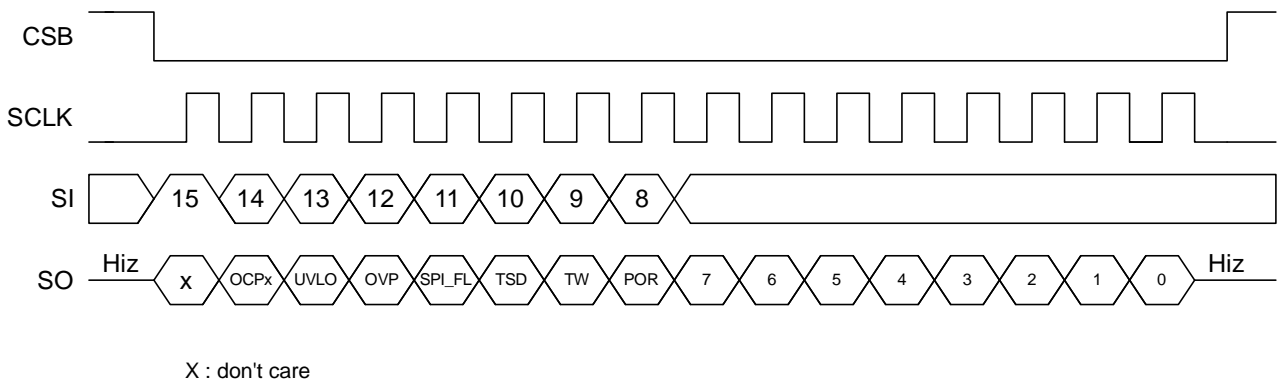 CSB
SCLK
SI 15 14 13 12 11 10 9 8
Hiz Hiz
SO x OCPx UVLO OVP SPI_FL TSD TW POR 7 6 5 4 3 2 1 0
X : don't care